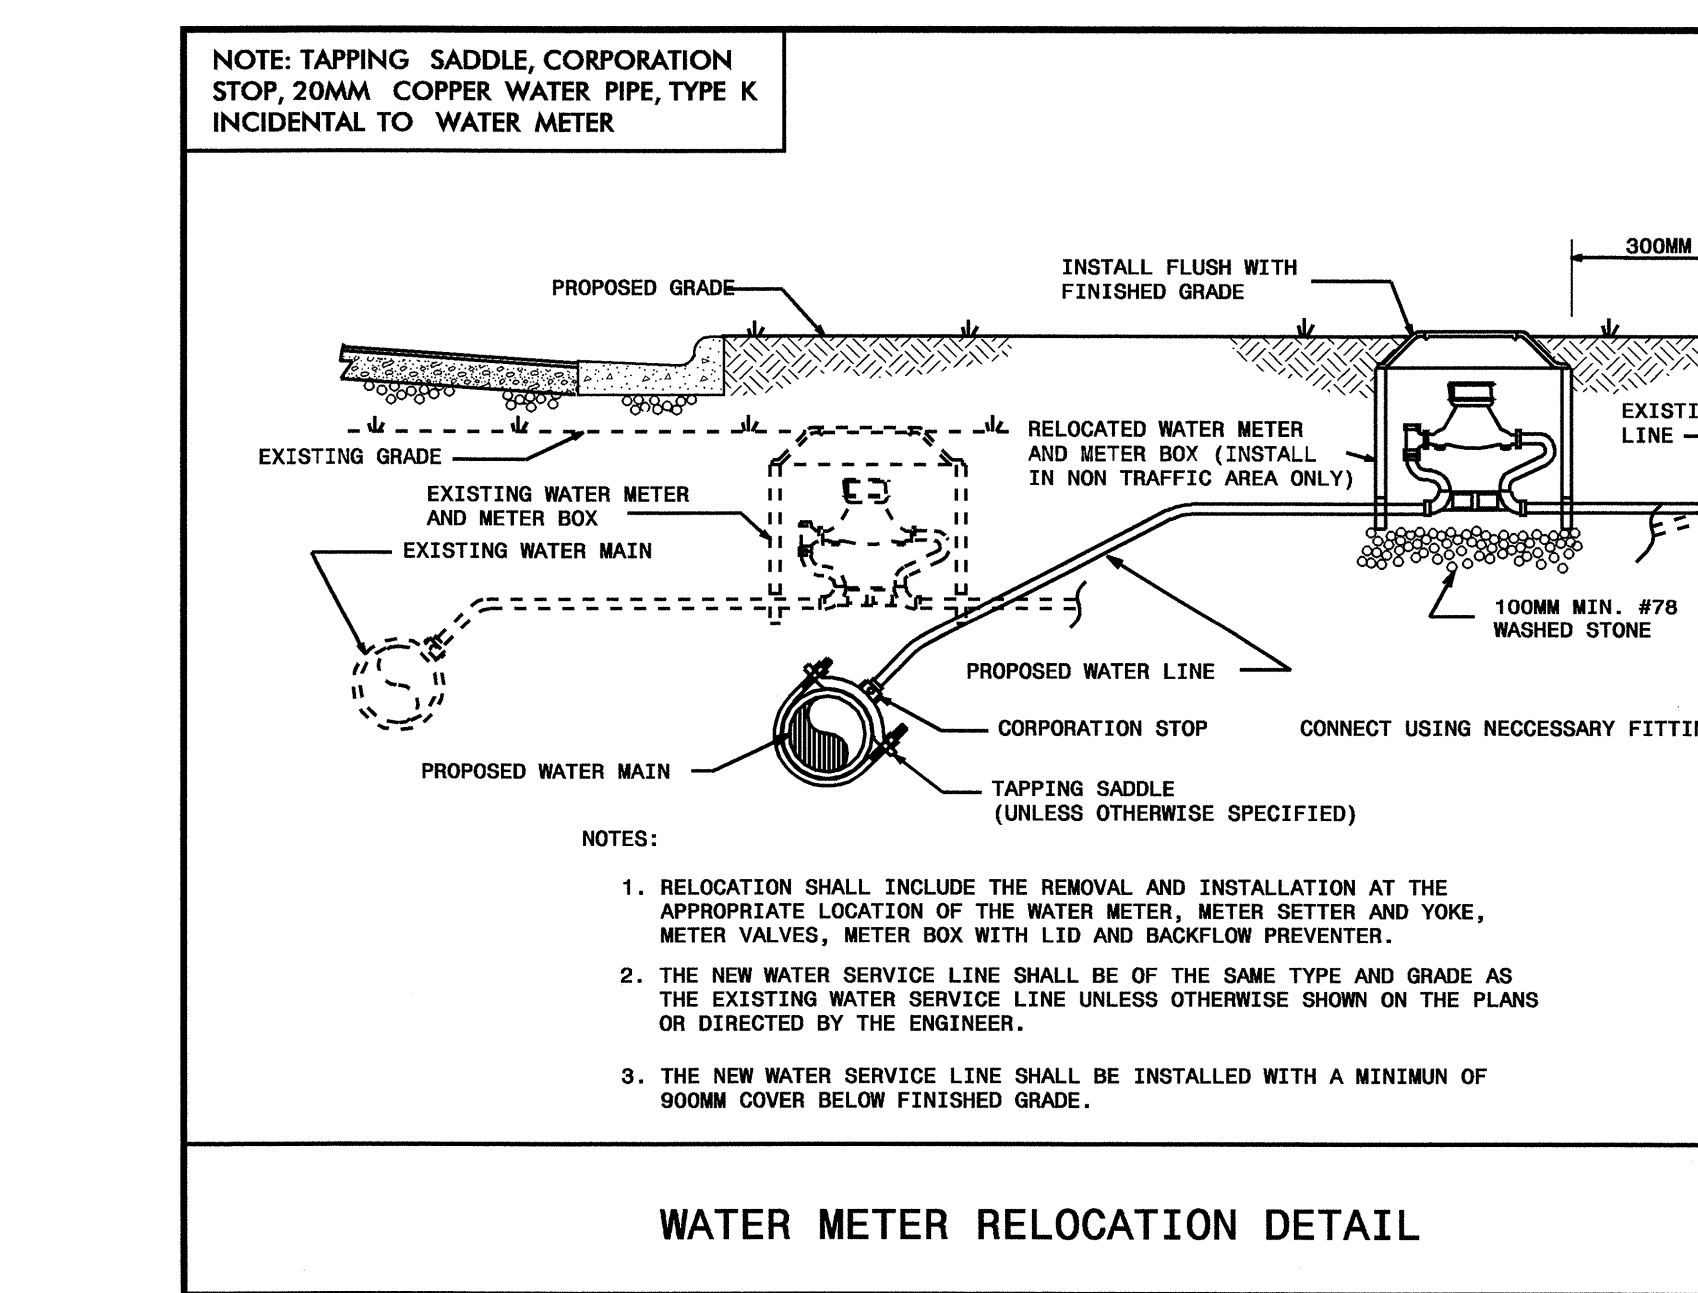 NOTE: TAPPING SADDLE, CORPORATION
STOP, 20MM COPPER WATER PIPE, TYPE K
INCIDENTAL TO WATER METER
300MM
INSTALL FLUSH WITH
FINISHED GRADE
PROPOSED GRADE
EXISTI
LINE
RELOCATED WATER METER
AND METER BOX (INSTALL
IN NON TRAFFIC AREA ONLY)
EXISTING GRADE
EXISTING WATER METER
AND METER BOX
EXISTING WATER MAIN
100MM MIN. #78
WASHED STONE
PROPOSED WATER LINE
CORPORATION STOP
CONNECT USING NECCESSARY FITTIN
PROPOSED WATER MAIN
TAPPING SADDLE
(UNLESS OTHERWISE SPECIFIED)
NOTES:
1. RELOCATION SHALL INCLUDE THE REMOVAL AND INSTALLATION AT THE
APPROPRIATE LOCATION OF THE WATER METER, METER SETTER AND YOKE,
METER VALVES, METER BOX WITH LID AND BACKFLOW PREVENTER.
2. THE NEW WATER SERVICE LINE SHALL BE OF THE SAME TYPE AND GRADE AS
THE EXISTING WATER SERVICE LINE UNLESS OTHERWISE SHOWN ON THE PLANS
OR DIRECTED BY THE ENGINEER.
3. THE NEW WATER SERVICE LINE SHALL BE INSTALLED WITH A MINIMUN OF
900MM COVER BELOW FINISHED GRADE.
WATER METER RELOCATION DETAIL